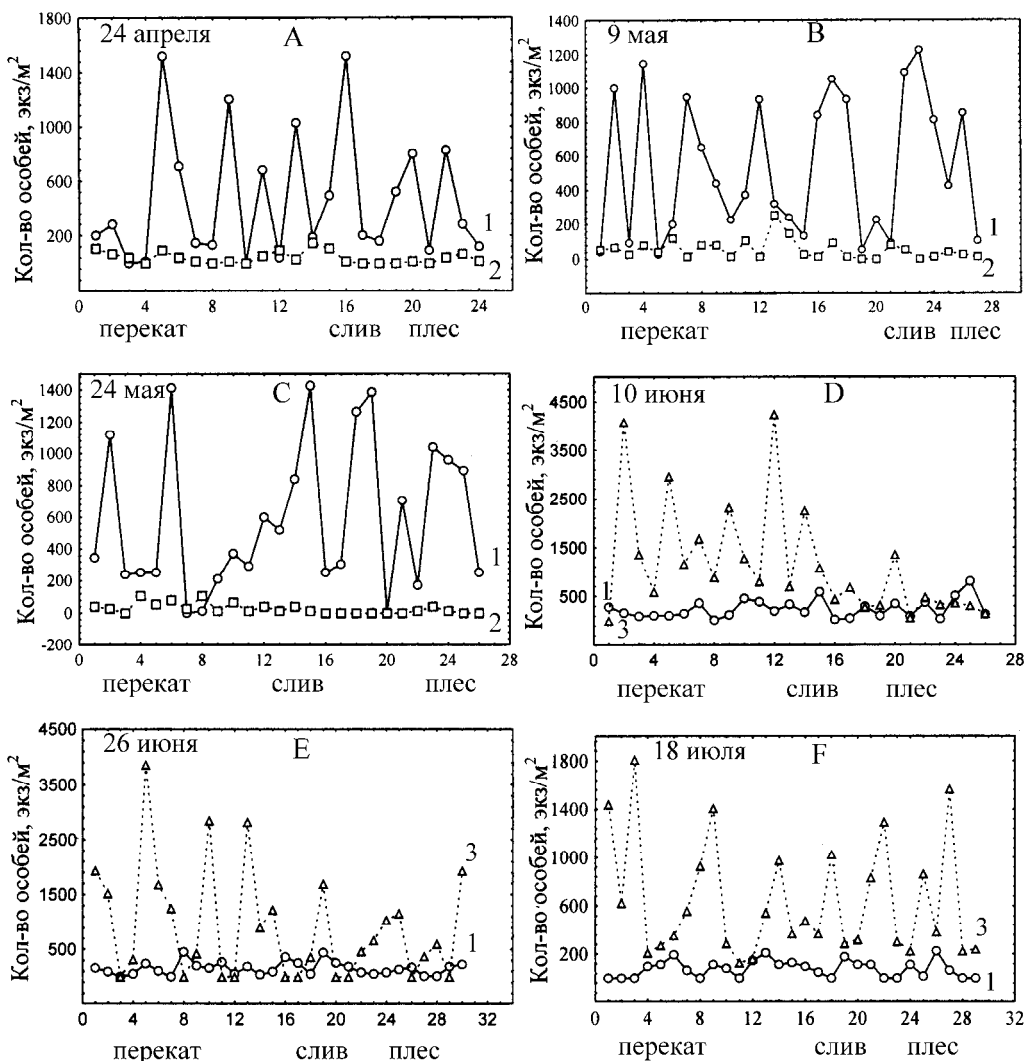 24 апреля A
Кол-во особей, экз/м²
1800
1400
1000
600
200
1
2
0 4 8 12 16 20 24
перекат слив плес
9 мая B
Кол-во особей, экз/м²
1400
1200
1000
800
600
400
200
0
1
2
0 4 8 12 16 20 24 28
перекат слив плес
24 мая C
Кол-во особей, экз/м²
1400
1200
1000
800
600
400
200
0
-200
1
2
0 4 8 12 16 20 24 28
перекат слив плес
10 июня D
Кол-во особей, экз/м²
4500
3500
2500
1500
500
1
3
0 4 8 12 16 20 24 28
перекат слив плес
26 июня E
Кол-во особей, экз/м²
4500
3500
2500
1500
500
3
1
0 4 8 12 16 20 24 28 32
перекат слив плес
18 июля F
Кол-во особей, экз/м²
1800
1400
1000
600
200
3
1
0 4 8 12 16 20 24 28 32
перекат слив плес